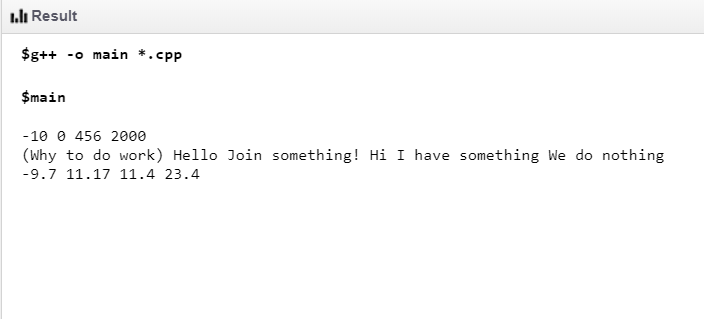 Result
$g++ -o main *.cpp
$main
-10 0 456 2000
(Why to do work) Hello Join something! Hi I have something We do nothing
-9.7 11.17 11.4 23.4